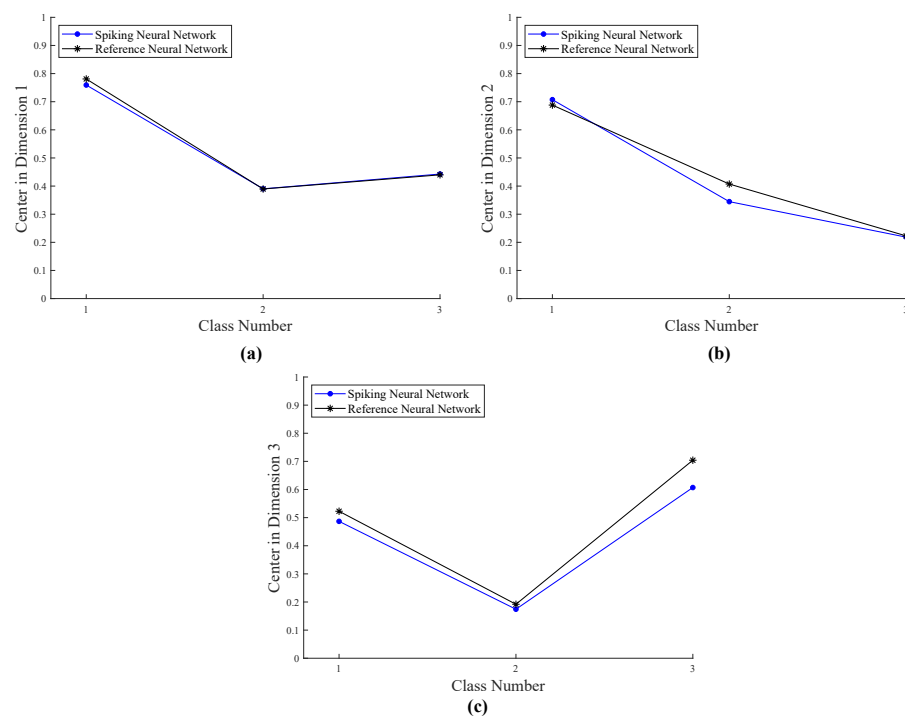 1
0.9
0.8
0.7
0.6
0.5
0.4
0.3
0.2
0.1
0
Center in Dimension 1
Spiking Neural Network
Reference Neural Network
1 2 3
Class Number
(a)
1
0.9
0.8
0.7
0.6
0.5
0.4
0.3
0.2
0.1
0
Center in Dimension 2
Spiking Neural Network
Reference Neural Network
1 2 3
Class Number
(b)
1
0.9
0.8
0.7
0.6
0.5
0.4
0.3
0.2
0.1
0
Center in Dimension 3
Spiking Neural Network
Reference Neural Network
1 2 3
Class Number
(c)